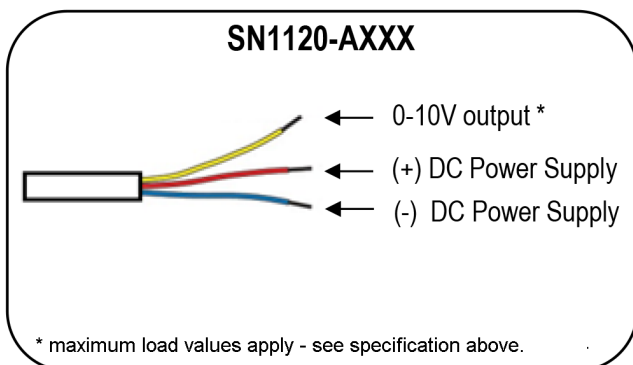 SN1120-AXXX
0-10V output *
(+) DC Power Supply
(-) DC Power Supply
* maximum load values apply - see specification above.